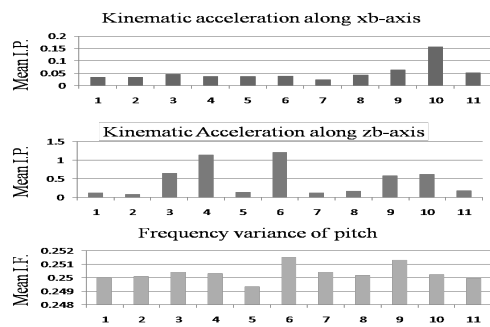 Kinematic acceleration along xb-axis
Mean I.P.
0.2
0.15
0.1
0.05
0
1 2 3 4 5 6 7 8 9 10 11
Kinematic Acceleration along zb-axis
Mean I.P.
1.5
1
0.5
0
1 2 3 4 5 6 7 8 9 10 11
Frequency variance of pitch
Mean I.F.
0.252
0.251
0.25
0.249
0.248
1 2 3 4 5 6 7 8 9 10 11